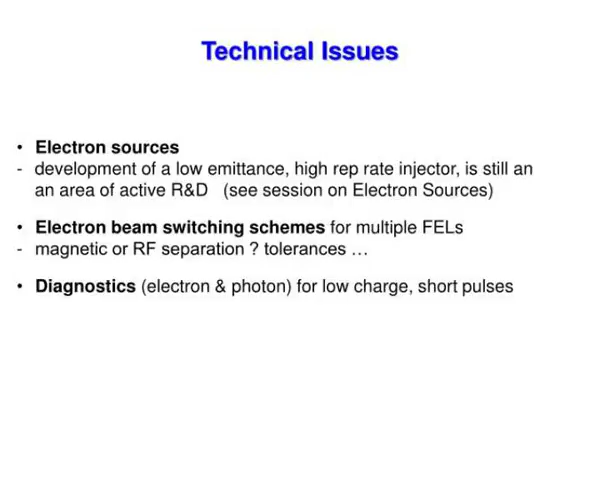 Technical Issues
• Electron sources
- development of a low emittance, high rep rate injector, is still an
an area of active R&D (see session on Electron Sources)
• Electron beam switching schemes for multiple FELs
- magnetic or RF separation ? tolerances …
• Diagnostics (electron & photon) for low charge, short pulses